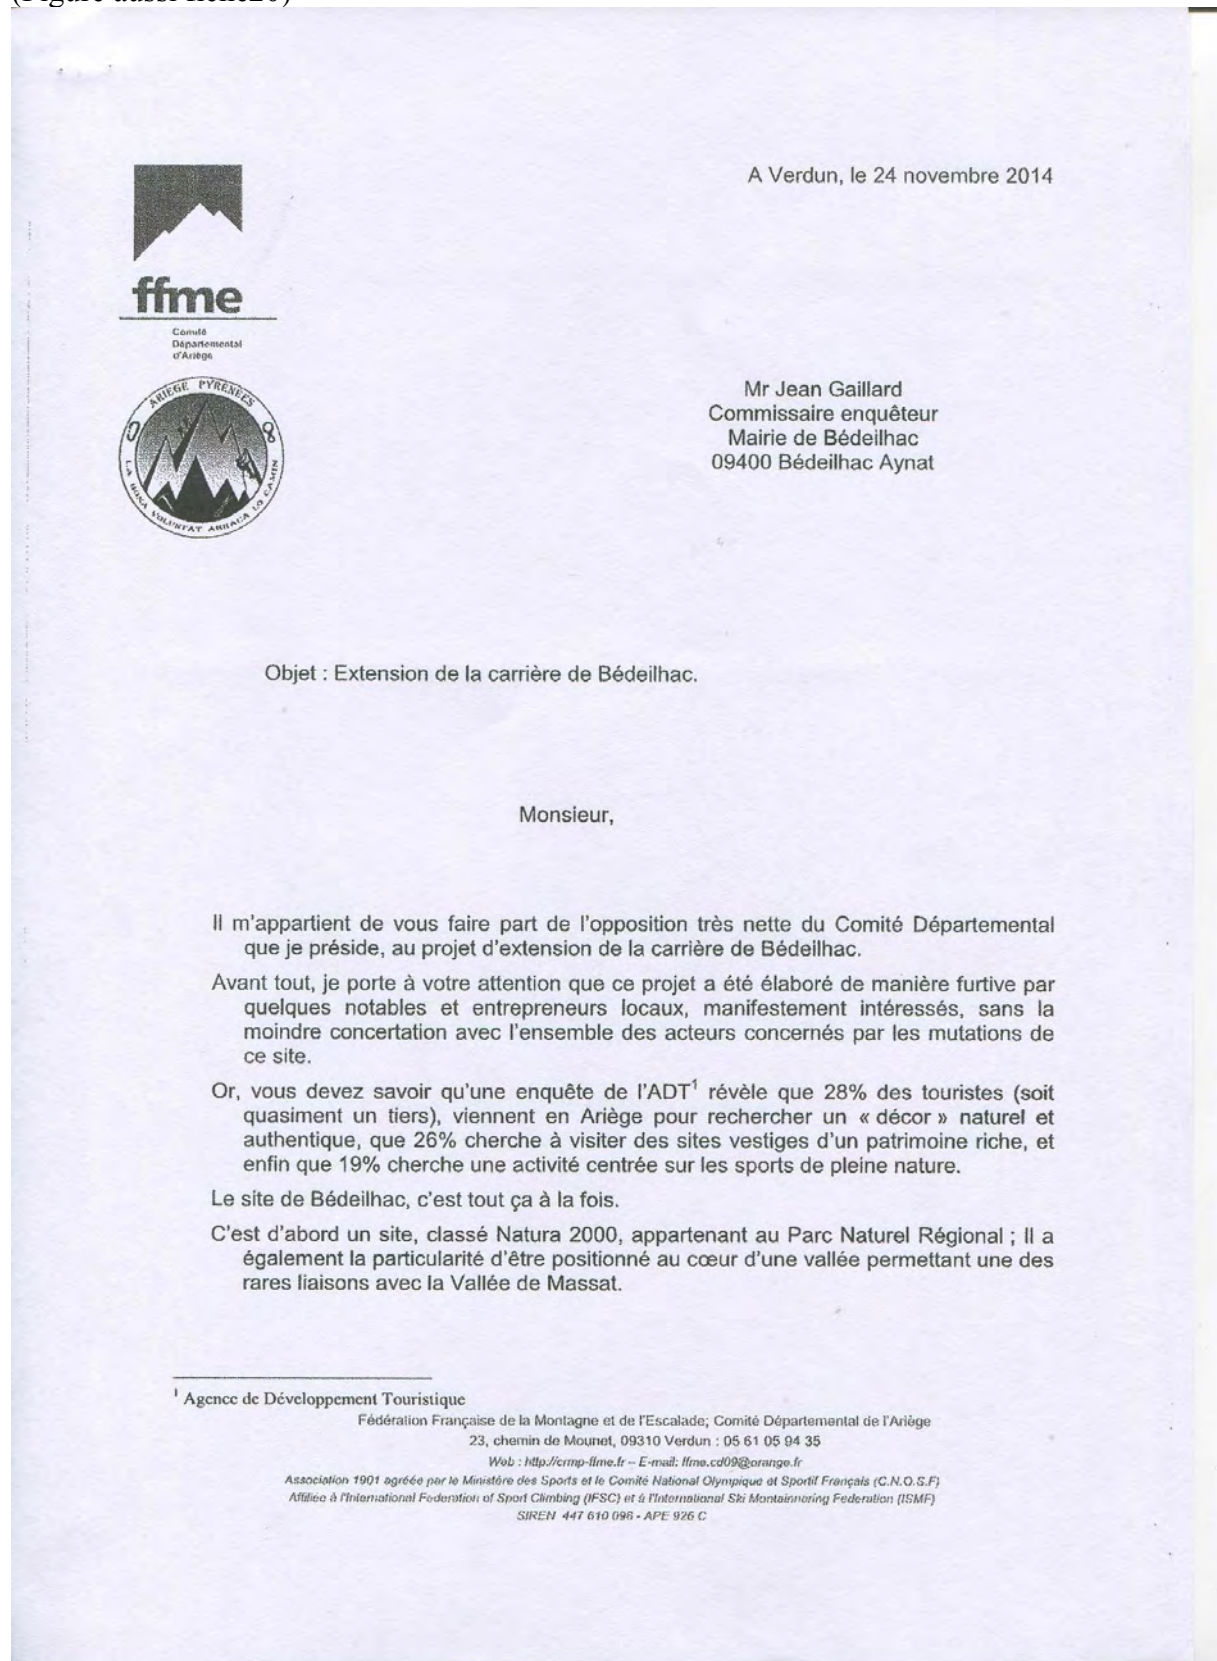 A Verdun, le 24 novembre 2014
ffme
Comité
Départemental
d'Ariège
ARIEGE PYRENEES
LA BONA VOLUNTAT ABRACA LO CAMIN
Mr Jean Gaillard
Commissaire enquêteur
Mairie de Bédeilhac
09400 Bédeilhac Aynat
Objet : Extension de la carrière de Bédeilhac.
Monsieur,
Il m'appartient de vous faire part de l'opposition très nette du Comité Départemental
que je préside, au projet d'extension de la carrière de Bédeilhac.
Avant tout, je porte à votre attention que ce projet a été élaboré de manière furtive par
quelques notables et entrepreneurs locaux, manifestement intéressés, sans la
moindre concertation avec l'ensemble des acteurs concernés par les mutations de
ce site.
Or, vous devez savoir qu'une enquête de l'ADT¹ révèle que 28% des touristes (soit
quasiment un tiers), viennent en Ariège pour rechercher un « décor » naturel et
authentique, que 26% cherche à visiter des sites vestiges d'un patrimoine riche, et
enfin que 19% cherche une activité centrée sur les sports de pleine nature.
Le site de Bédeilhac, c'est tout ça à la fois.
C'est d'abord un site, classé Natura 2000, appartenant au Parc Naturel Régional ; Il a
également la particularité d'être positionné au cœur d'une vallée permettant une des
rares liaisons avec la Vallée de Massat.
¹ Agence de Développement Touristique
Fédération Française de la Montagne et de l'Escalade; Comité Départemental de l'Ariège
23, chemin de Mounet, 09310 Verdun : 05 61 05 94 35
Web : http://crmp-ffme.fr – E-mail: ffme.cd09@orange.fr
Association 1901 agréée par le Ministère des Sports et le Comité National Olympique et Sportif Français (C.N.O.S.F)
Affiliée à l'International Federation of Sport Climbing (IFSC) et à l'International Ski Montainnering Federation (ISMF)
SIREN 447 610 098 - APE 926 C